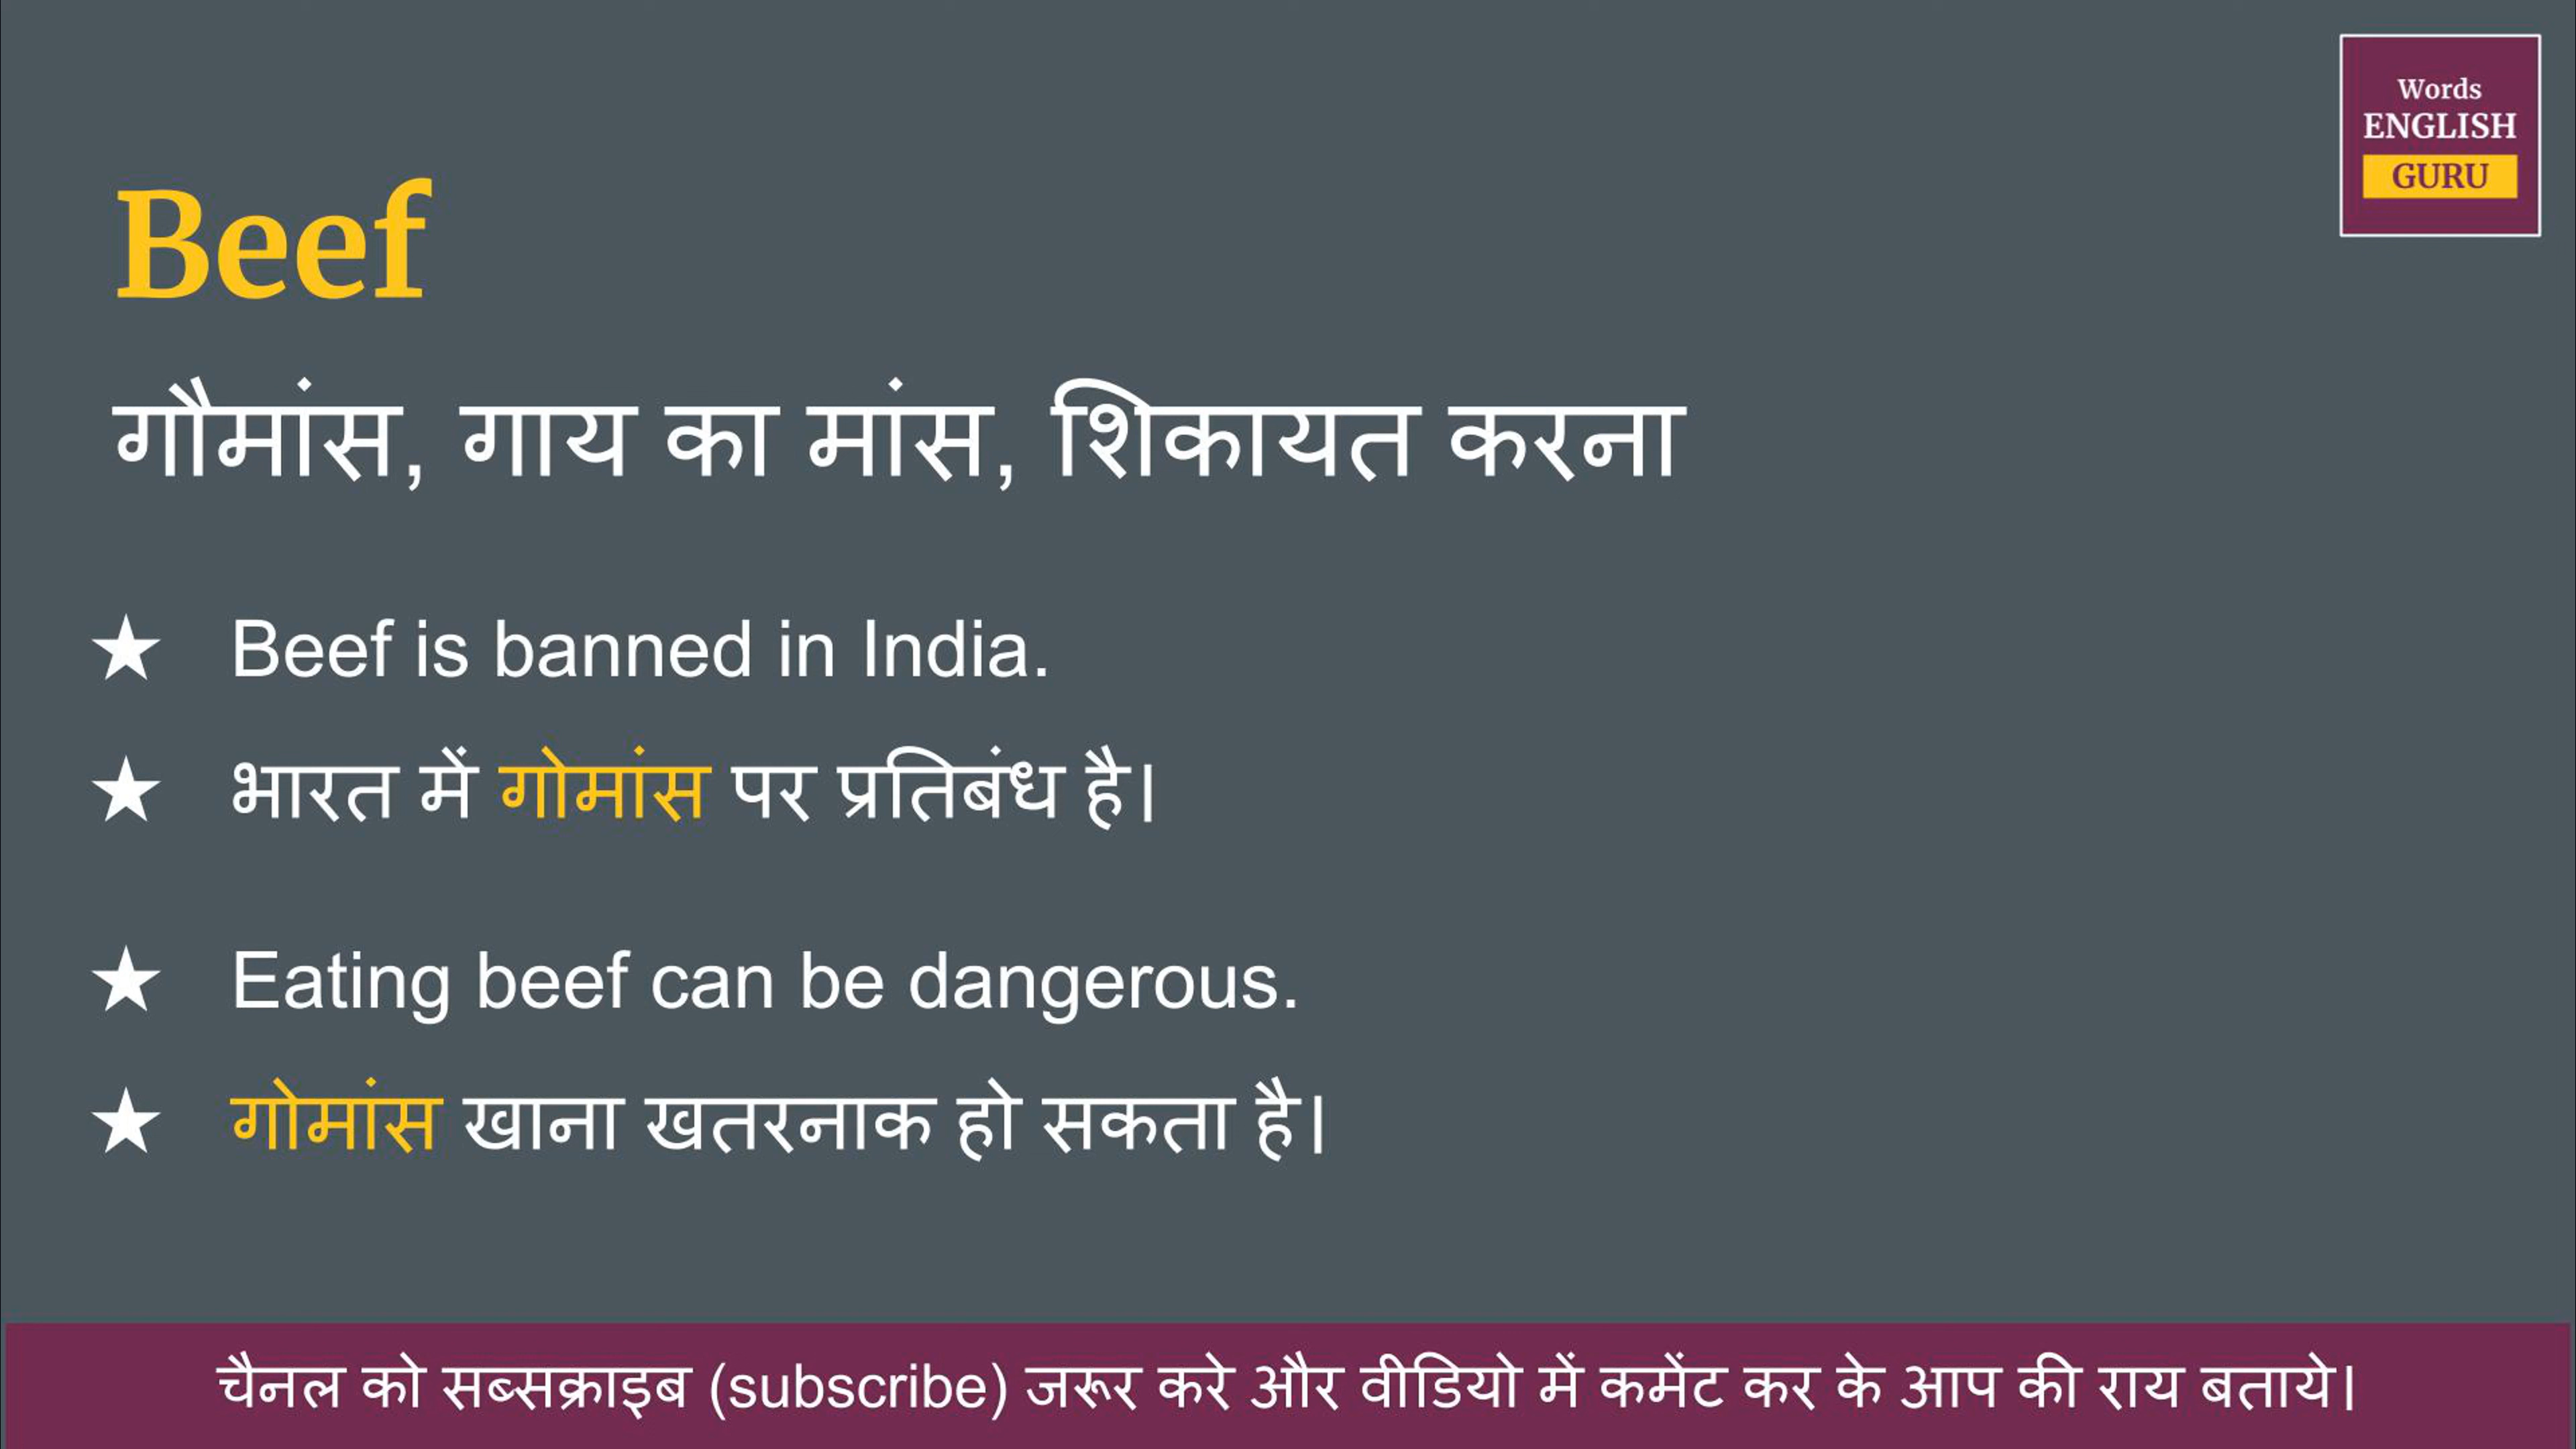 Words
ENGLISH
GURU
Beef
गौमांस, गाय का मांस, शिकायत करना
★ Beef is banned in India.
★ भारत में गोमांस पर प्रतिबंध है।
★ Eating beef can be dangerous.
★ गोमांस खाना खतरनाक हो सकता है।
चैनल को सब्सक्राइब (subscribe) जरूर करे और वीडियो में कमेंट कर के आप की राय बताये।